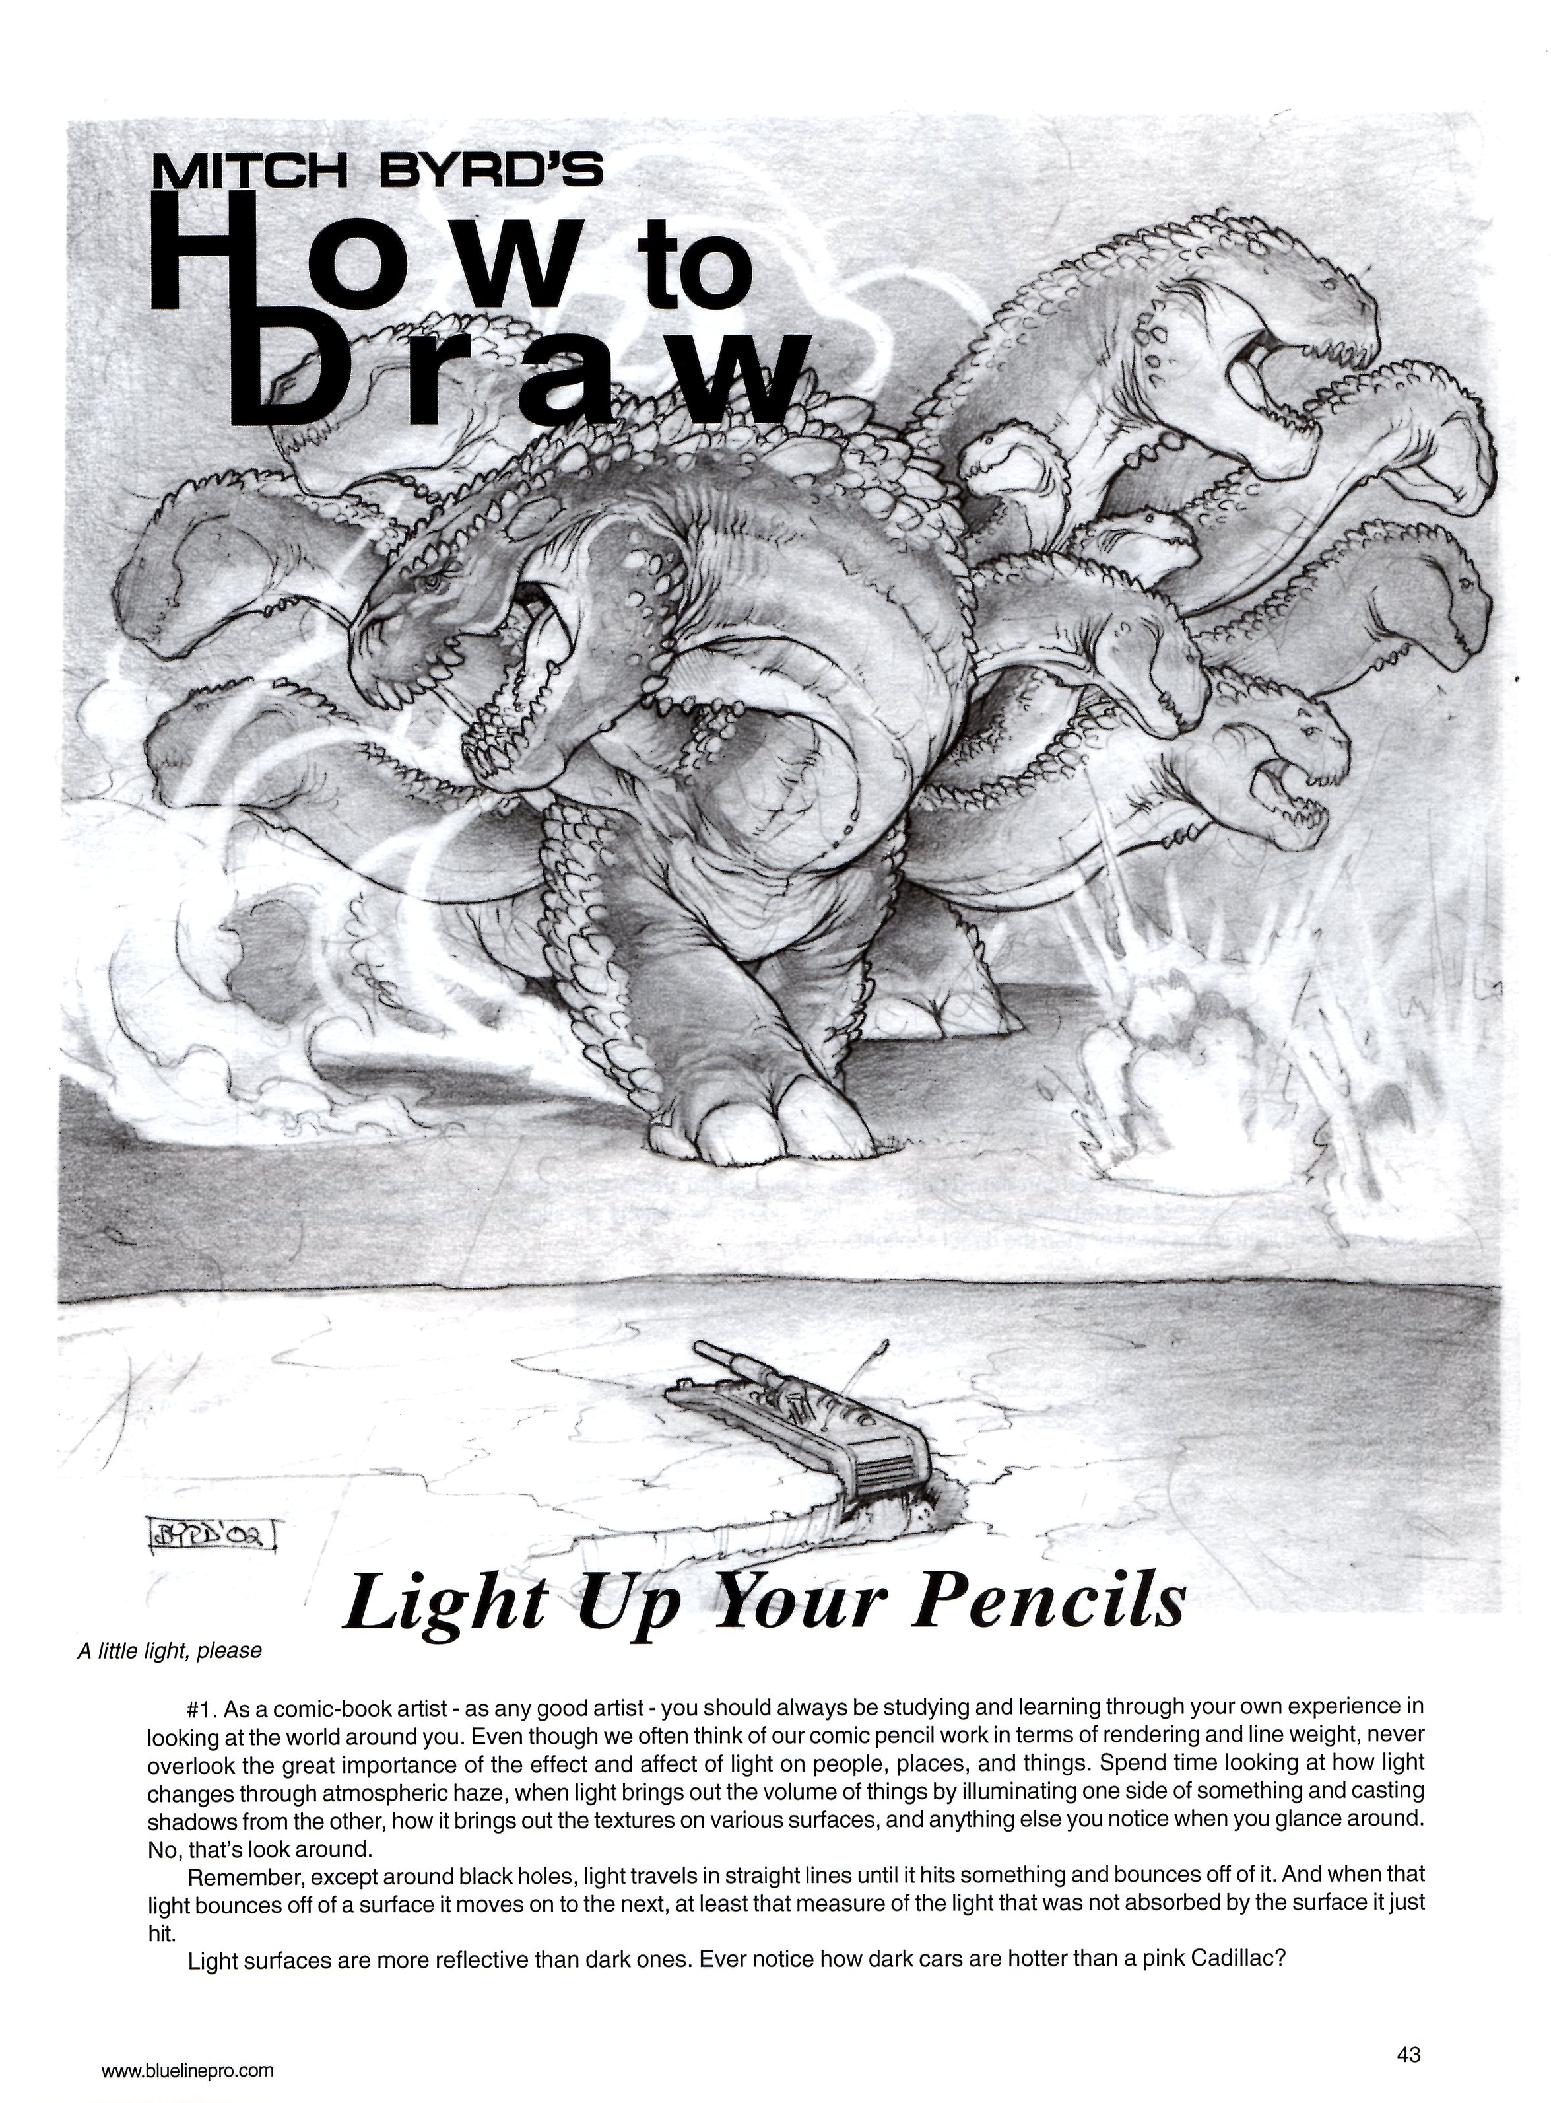 MITCH BYRD'S
How to
Draw
BYRD'02
Light Up Your Pencils
A little light, please
#1. As a comic-book artist - as any good artist - you should always be studying and learning through your own experience in
looking at the world around you. Even though we often think of our comic pencil work in terms of rendering and line weight, never
overlook the great importance of the effect and affect of light on people, places, and things. Spend time looking at how light
changes through atmospheric haze, when light brings out the volume of things by illuminating one side of something and casting
shadows from the other, how it brings out the textures on various surfaces, and anything else you notice when you glance around.
No, that's look around.
Remember, except around black holes, light travels in straight lines until it hits something and bounces off of it. And when that
light bounces off of a surface it moves on to the next, at least that measure of the light that was not absorbed by the surface it just
hit.
Light surfaces are more reflective than dark ones. Ever notice how dark cars are hotter than a pink Cadillac?
www.bluelinepro.com
43